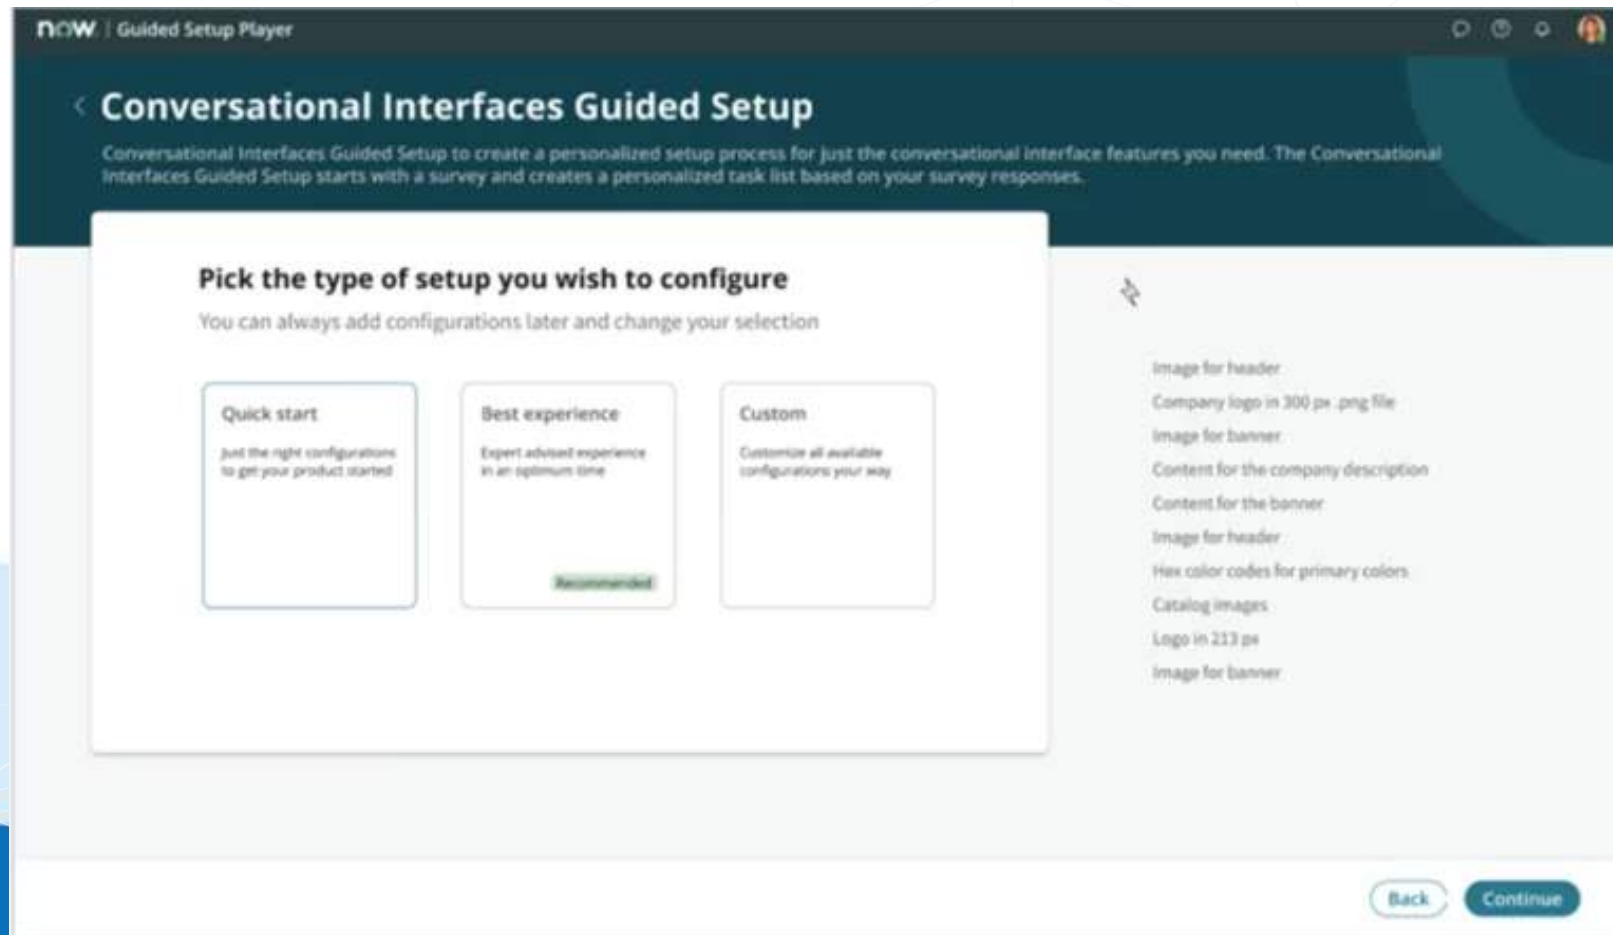 now | Guided Setup Player
Conversational Interfaces Guided Setup
Conversational Interfaces Guided Setup to create a personalized setup process for just the conversational interface features you need. The Conversational
Interfaces Guided Setup starts with a survey and creates a personalized task list based on your survey responses.
Pick the type of setup you wish to configure
You can always add configurations later and change your selection
Quick start
Just the right configurations
to get your product started
Best experience
Expert advised experience
in an optimum time
Recommended
Custom
Customize all available
configurations your way
Image for header
Company logo in 300 px .png file
Image for banner
Content for the company description
Content for the banner
Image for header
Hex color codes for primary colors
Catalog images
Logo in 213 px
Image for banner
Back
Continue